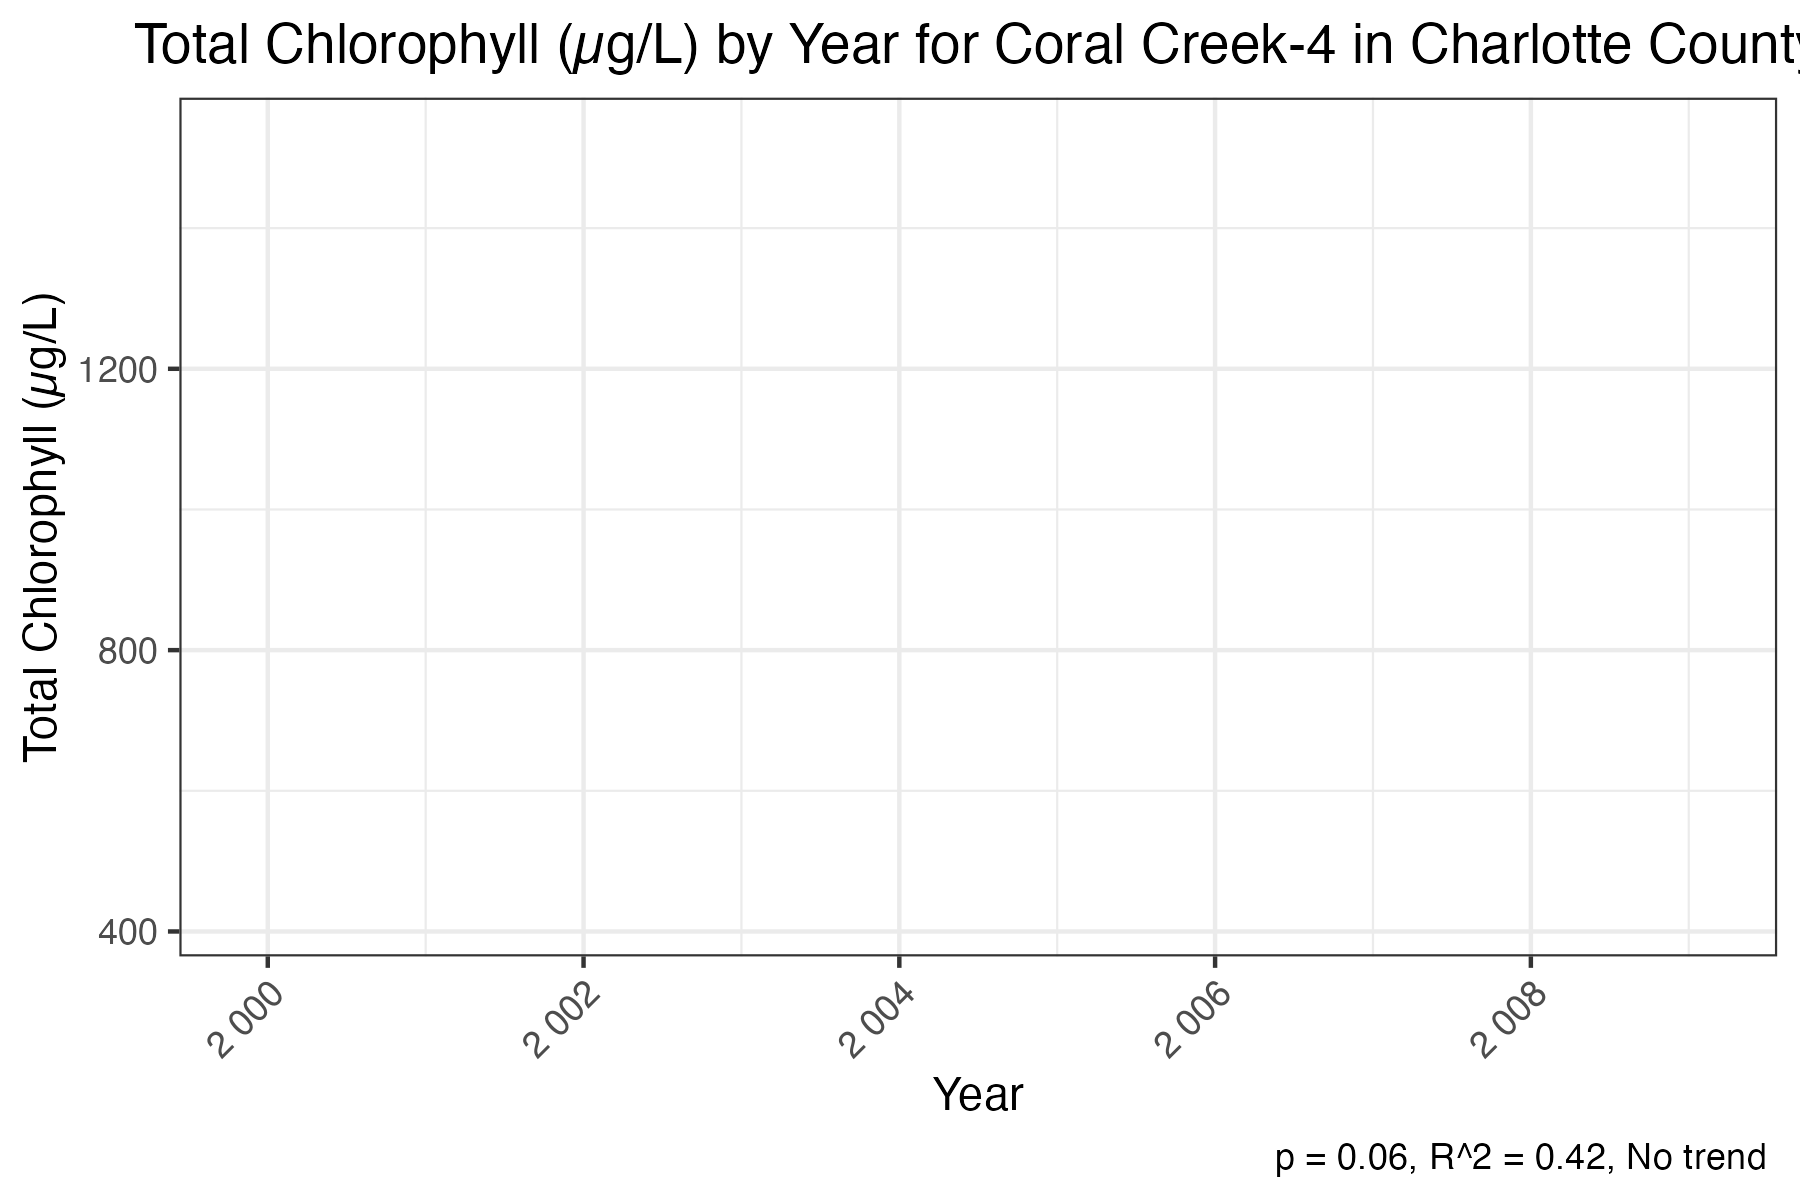 Total Chlorophyll (µg/L) by Year for Coral Creek-4 in Charlotte County
Total Chlorophyll (µg/L)
1200
800
400
2 000
2 002
2 004
2 006
2 008
Year
p = 0.06, R^2 = 0.42, No trend